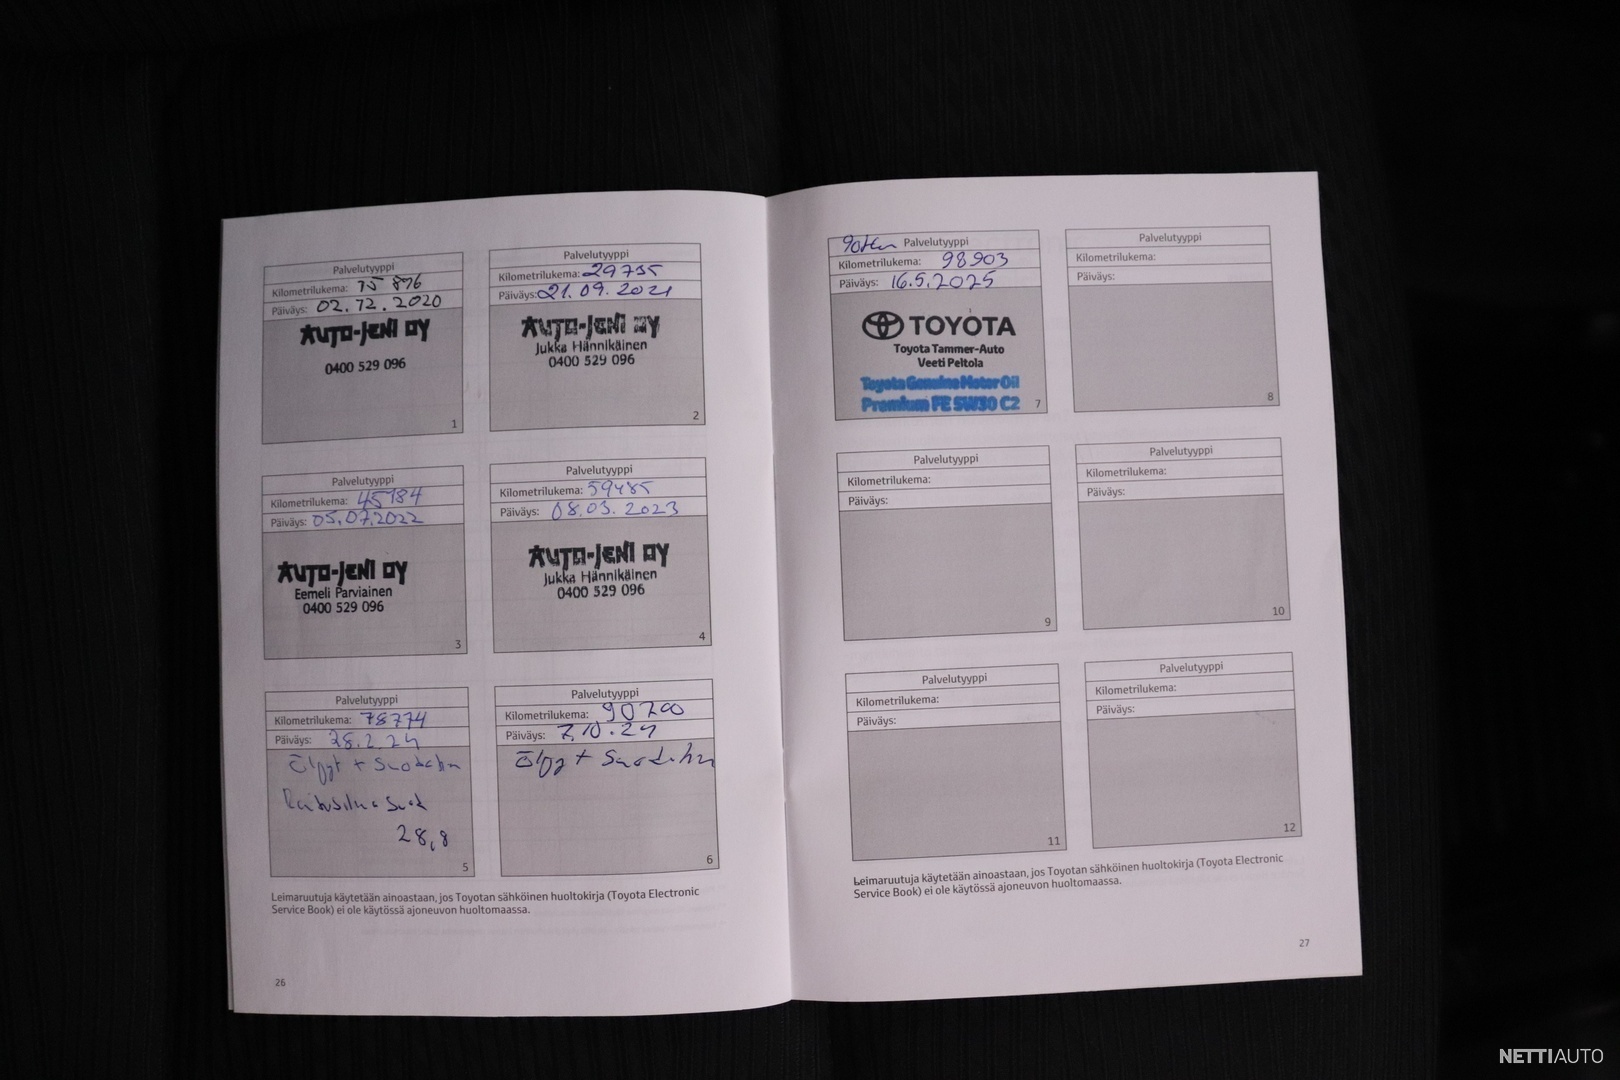 Palvelutyyppi
Kilometrilukema: 15 896
Päiväys: 02.12.2020
AUTO-JENI OY
0400 529 096
1
Palvelutyyppi
Kilometrilukema: 29735
Päiväys: 21.09.2021
AUTO-JENI OY
Jukka Hännikäinen
0400 529 096
2
Palvelutyyppi
Kilometrilukema: 45184
Päiväys: 05.07.2022
AUTO-JENI OY
Eemeli Parviainen
0400 529 096
3
Palvelutyyppi
Kilometrilukema: 59485
Päiväys: 08.03.2023
AUTO-JENI OY
Jukka Hännikäinen
0400 529 096
4
Palvelutyyppi
Kilometrilukema: 78774
Päiväys: 28.2.24
Öljyt + Suodatin
28,8
5
Palvelutyyppi
Kilometrilukema: 90700
Päiväys: 7.10.24
Öljy + Suodatin
6
Leimaruutuja käytetään ainoastaan, jos Toyotan sähköinen huoltokirja (Toyota Electronic
Service Book) ei ole käytössä ajoneuvon huoltomaassa.
26
Palvelutyyppi
Kilometrilukema: 98903
Päiväys: 16.5.2025
TOYOTA
Toyota Tammer-Auto
Veeti Peltola
Toyota Genuine Motor Oil
Premium FE 5W30 C2
7
Palvelutyyppi
Kilometrilukema:
Päiväys:
8
Palvelutyyppi
Kilometrilukema:
Päiväys:
9
Palvelutyyppi
Kilometrilukema:
Päiväys:
10
Palvelutyyppi
Kilometrilukema:
Päiväys:
11
Palvelutyyppi
Kilometrilukema:
Päiväys:
12
Leimaruutuja käytetään ainoastaan, jos Toyotan sähköinen huoltokirja (Toyota Electronic
Service Book) ei ole käytössä ajoneuvon huoltomaassa.
27
NETTIAUTO